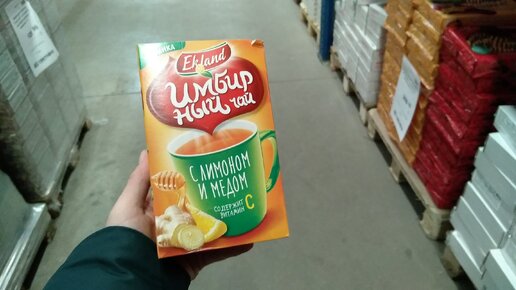 Ekland
Имбир
ный чай
С ЛИМОНОМ
И МЕДОМ
СОДЕРЖИТ
ВИТАМИН C